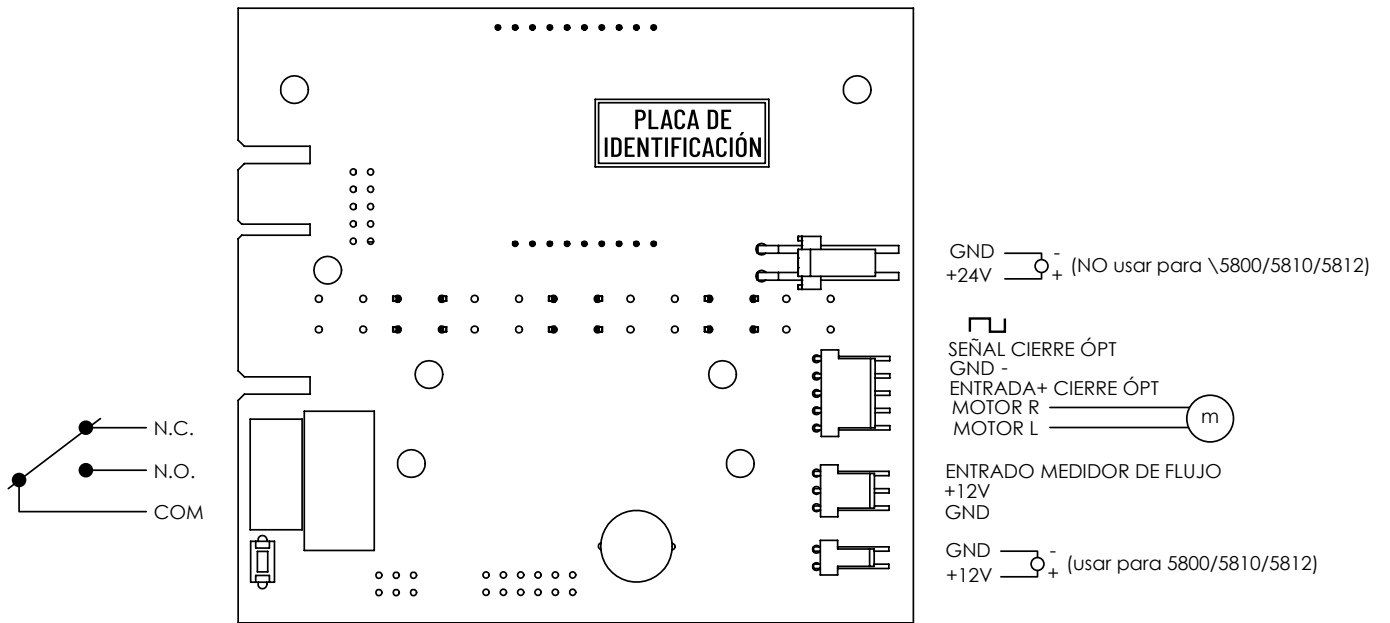 PLACA DE
IDENTIFICACIÓN
GND - (NO usar para \5800/5810/5812)
+24V +
SEÑAL CIERRE ÓPT
GND -
ENTRADA+ CIERRE ÓPT
MOTOR R
MOTOR L
m
N.C.
N.O.
COM
ENTRADO MEDIDOR DE FLUJO
+12V
GND
GND - (usar para 5800/5810/5812)
+12V +